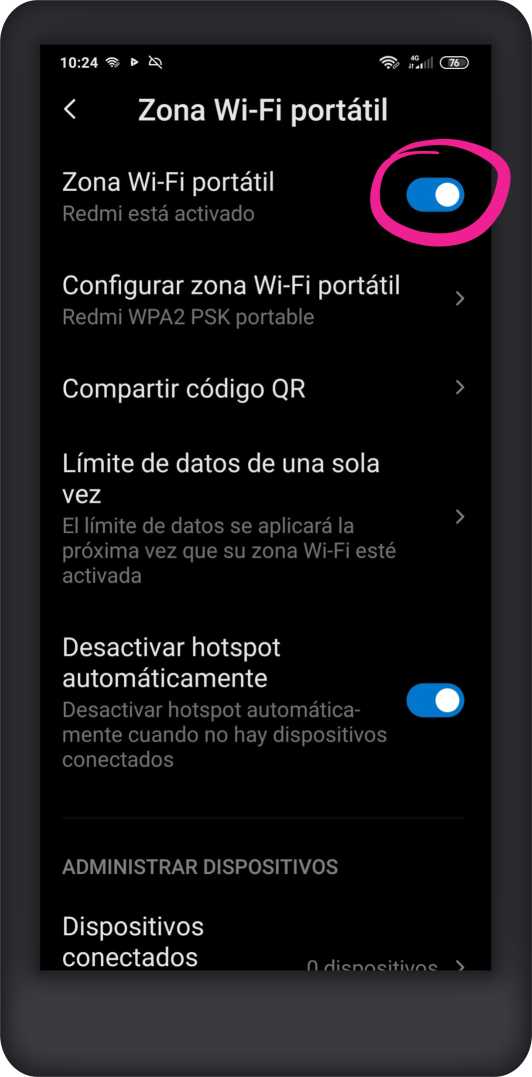 10:24 4G 76
Zona Wi-Fi portátil
Zona Wi-Fi portátil
Redmi está activado
Configurar zona Wi-Fi portátil
Redmi WPA2 PSK portable
Compartir código QR
Límite de datos de una sola
vez
El límite de datos se aplicará la
próxima vez que su zona Wi-Fi esté
activada
Desactivar hotspot
automáticamente
Desactivar hotspot automática-
mente cuando no hay dispositivos
conectados
ADMINISTRAR DISPOSITIVOS
Dispositivos
conectados
0 dispositivos